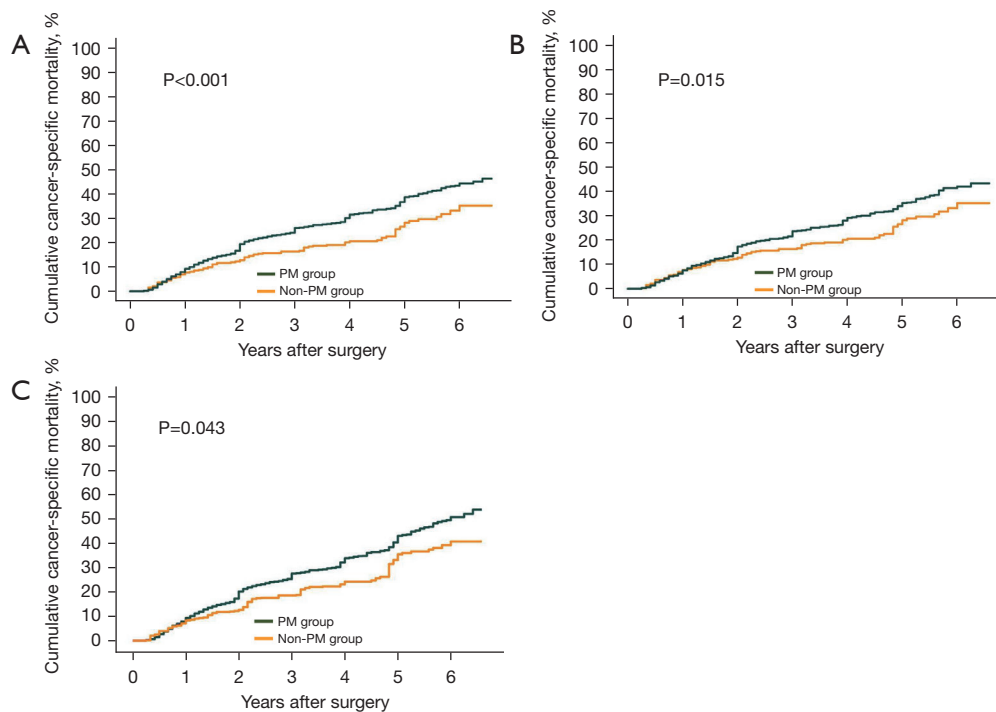 A
Cumulative cancer-specific mortality, %
100
90
80
70
60
50
40
30
20
10
0
P<0.001
PM group
Non-PM group
0 1 2 3 4 5 6
Years after surgery
B
Cumulative cancer-specific mortality, %
100
90
80
70
60
50
40
30
20
10
0
P=0.015
PM group
Non-PM group
0 1 2 3 4 5 6
Years after surgery
C
Cumulative cancer-specific mortality, %
100
90
80
70
60
50
40
30
20
10
0
P=0.043
PM group
Non-PM group
0 1 2 3 4 5 6
Years after surgery